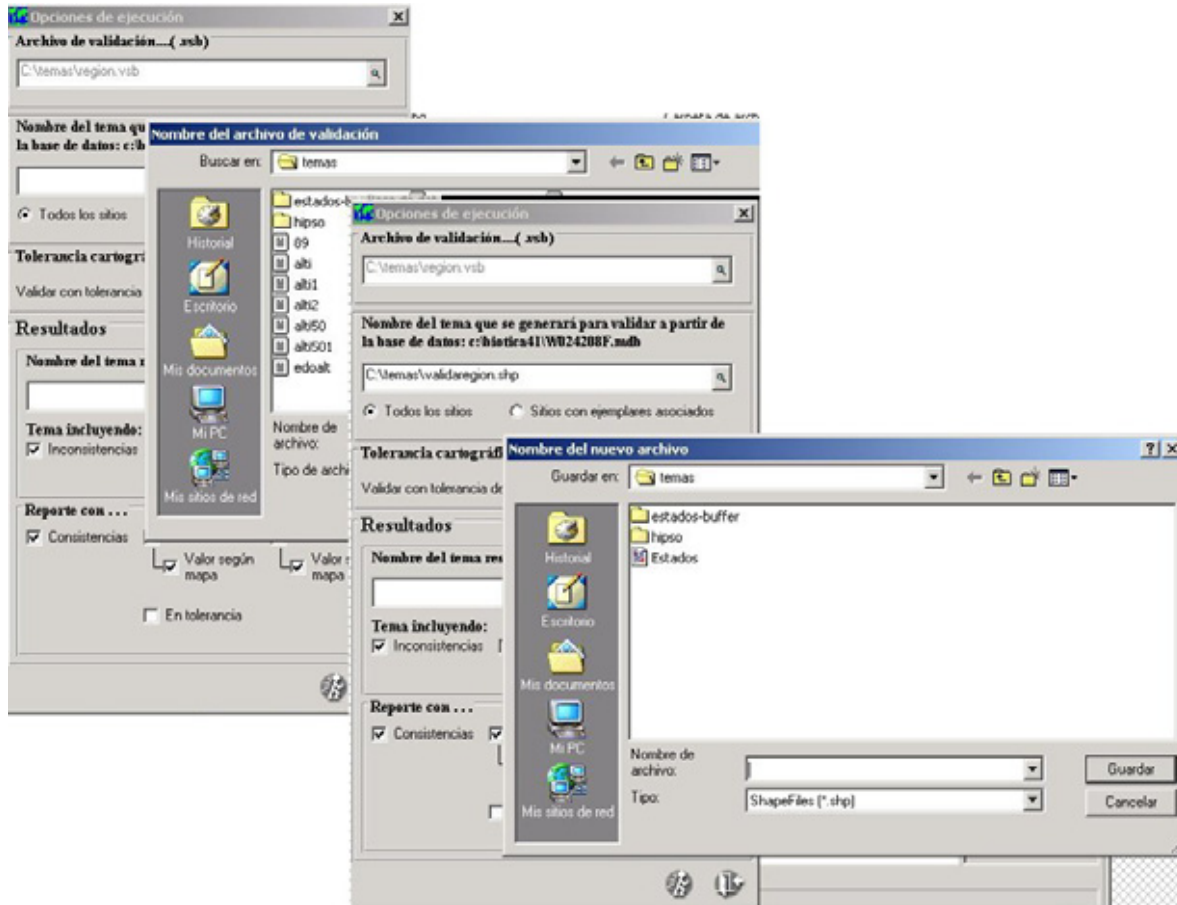 Opciones de ejecución
Archivo de validación....( .vsb)
C:\temas\region.vsb
Nombre del tema qu
la base de datos: c:\b
Todos los sitios
Tolerancia cartográ
Validar con tolerancia
Resultados
Nombre del tema r
Tema incluyendo:
Inconsistencias
Reporte con . . .
Consistencias
Valor según
mapa
Valor
mapa
En tolerancia
Nombre del archivo de validación
Buscar en:
temas
Historial
Escritorio
Mis documentos
Mi PC
Mis sitios de red
estados-b
hipso
09
alti
alti1
alti2
alti50
alti501
edoalt
Nombre de
archivo:
Tipo de archi
Opciones de ejecución
Archivo de validación....( .vsb)
C:\temas\region.vsb
Nombre del tema que se generará para validar a partir de
la base de datos: c:\biotica41\W024208F.mdb
C:\temas\validaregion.shp
Todos los sitios
Sitios con ejemplares asociados
Tolerancia cartográfi
Validar con tolerancia de
Resultados
Nombre del tema res
Tema incluyendo:
Inconsistencias
Reporte con . . .
Consistencias
Nombre del nuevo archivo
Guardar en:
temas
Historial
Escritorio
Mis documentos
Mi PC
Mis sitios de red
estados-buffer
hipso
Estados
Nombre de
archivo:
Guardar
Tipo:
ShapeFiles (*.shp)
Cancelar